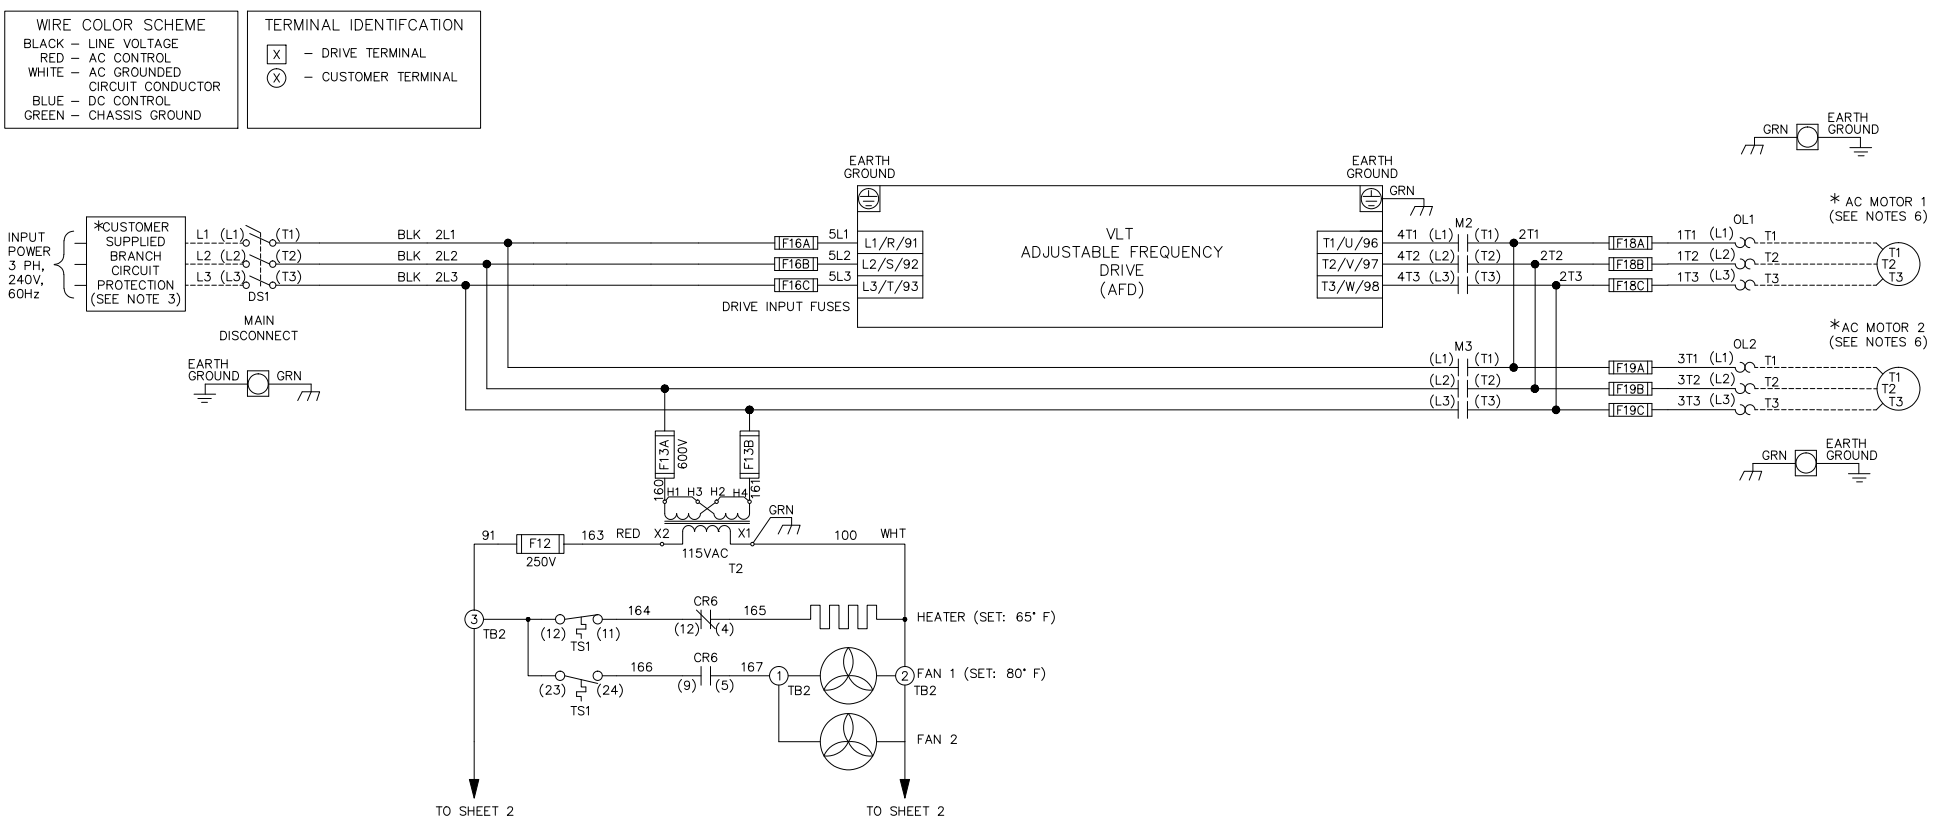 WIRE COLOR SCHEME
BLACK – LINE VOLTAGE
RED – AC CONTROL
WHITE – AC GROUNDED
CIRCUIT CONDUCTOR
BLUE – DC CONTROL
GREEN – CHASSIS GROUND
TERMINAL IDENTIFCATION
X – DRIVE TERMINAL
X – CUSTOMER TERMINAL
EARTH
GROUND
GRN
EARTH
GROUND
EARTH
GROUND
GRN
INPUT
POWER
3 PH,
240V,
60Hz
*CUSTOMER
SUPPLIED
BRANCH
CIRCUIT
PROTECTION
(SEE NOTE 3)
L1 (L1) (T1) BLK 2L1
L2 (L2) (T2) BLK 2L2
L3 (L3) (T3) BLK 2L3
DS1
MAIN
DISCONNECT
EARTH
GROUND
GRN
F16A 5L1 L1/R/91
F16B 5L2 L2/S/92
F16C 5L3 L3/T/93
DRIVE INPUT FUSES
VLT
ADJUSTABLE FREQUENCY
DRIVE
(AFD)
M2
T1/U/96 4T1 (L1) (T1) 2T1
T2/V/97 4T2 (L2) (T2) 2T2
T3/W/98 4T3 (L3) (T3) 2T3
OL1
F18A 1T1 (L1) T1
F18B 1T2 (L2) T2
F18C 1T3 (L3) T3
* AC MOTOR 1
(SEE NOTES 6)
T1
T2
T3
M3
(L1) (T1)
(L2) (T2)
(L3) (T3)
OL2
F19A 3T1 (L1) T1
F19B 3T2 (L2) T2
F19C 3T3 (L3) T3
* AC MOTOR 2
(SEE NOTES 6)
T1
T2
T3
GRN
EARTH
GROUND
F13A
600V
F13B
160
H1 H3 H2 H4
161
GRN
91 F12 163 RED X2 X1 100 WHT
250V
115VAC
T2
3
TB2
(12) (11)
TS1
164
CR6
(12) (4)
165
HEATER (SET: 65° F)
(23) (24)
TS1
166
CR6
(9) (5)
167
1
TB2
2
TB2
FAN 1 (SET: 80° F)
FAN 2
TO SHEET 2
TO SHEET 2